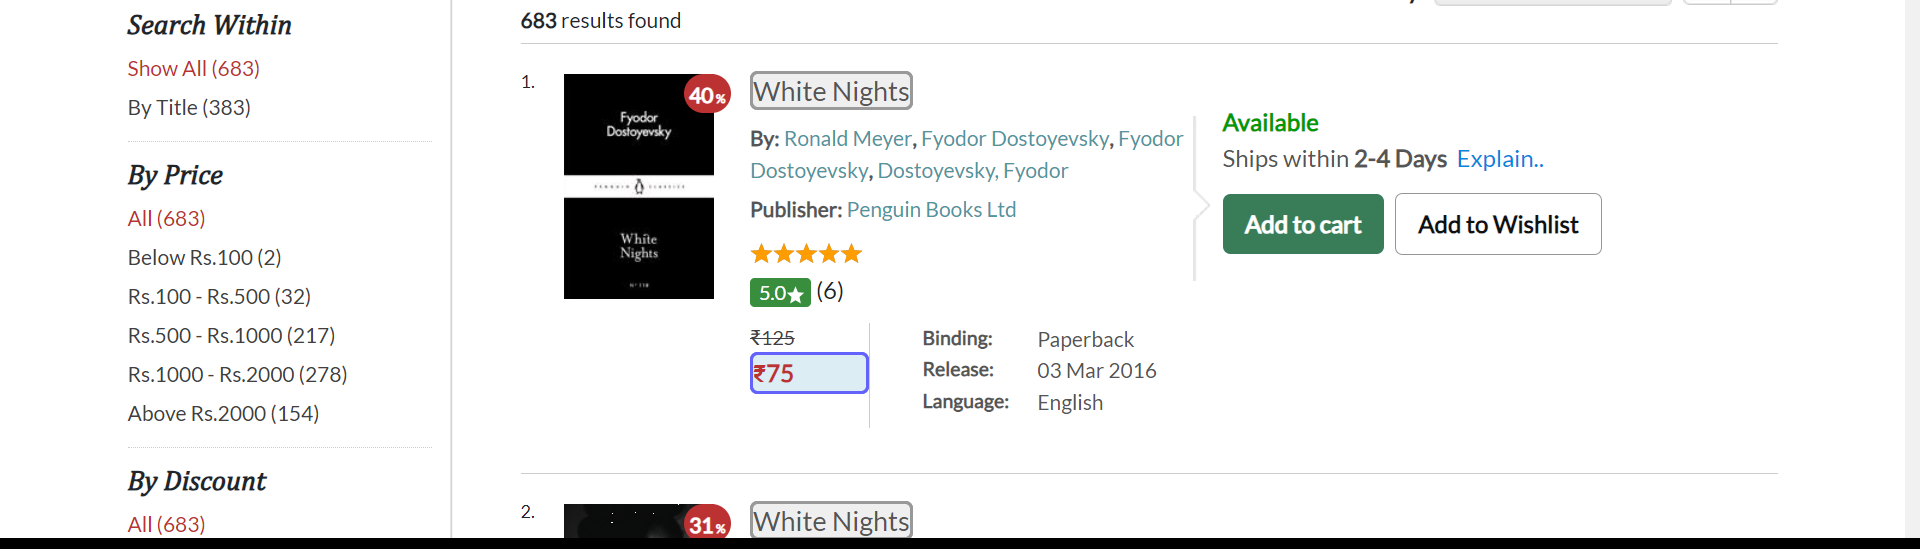 Search Within
Show All (683)
By Title (383)
By Price
All (683)
Below Rs.100 (2)
Rs.100 - Rs.500 (32)
Rs.500 - Rs.1000 (217)
Rs.1000 - Rs.2000 (278)
Above Rs.2000 (154)
By Discount
All (683)
683 results found
1.
40%
Fyodor
Dostoyevsky
PENGUIN CLASSICS
White
Nights
White Nights
By: Ronald Meyer, Fyodor Dostoyevsky, Fyodor
Dostoyevsky, Dostoyevsky, Fyodor
Publisher: Penguin Books Ltd
5.0 (6)
₹125
₹75
Binding: Paperback
Release: 03 Mar 2016
Language: English
Available
Ships within 2-4 Days Explain..
Add to cart
Add to Wishlist
2.
31%
White Nights